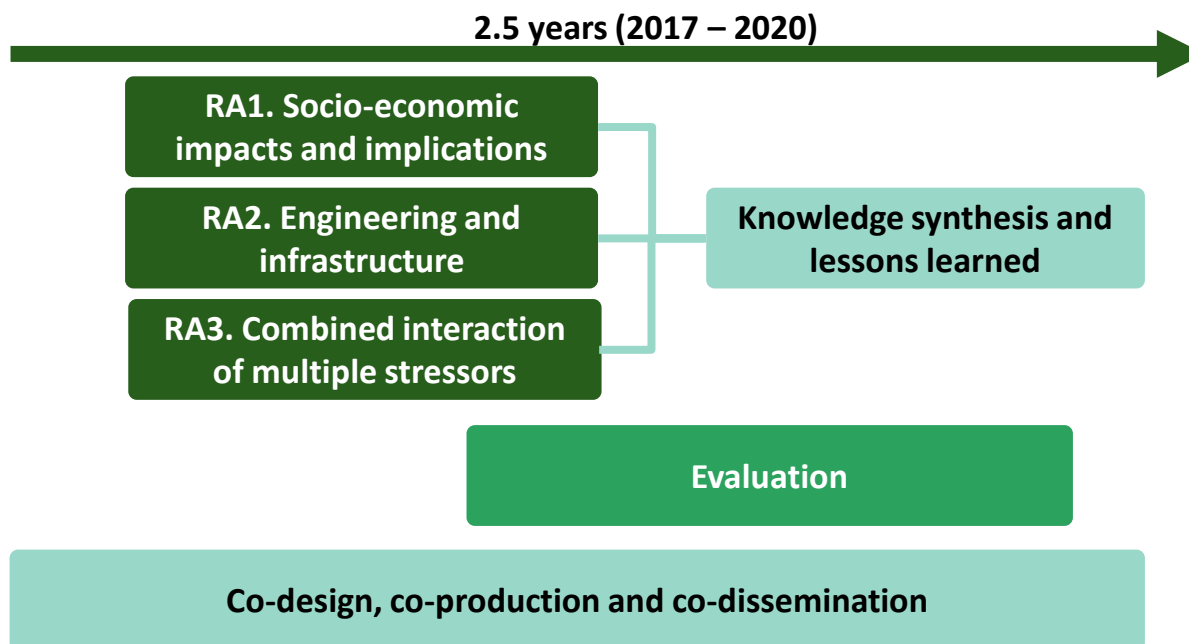 2.5 years (2017 – 2020)
RA1. Socio-economic
impacts and implications
RA2. Engineering and
infrastructure
RA3. Combined interaction
of multiple stressors
Knowledge synthesis and
lessons learned
Evaluation
Co-design, co-production and co-dissemination